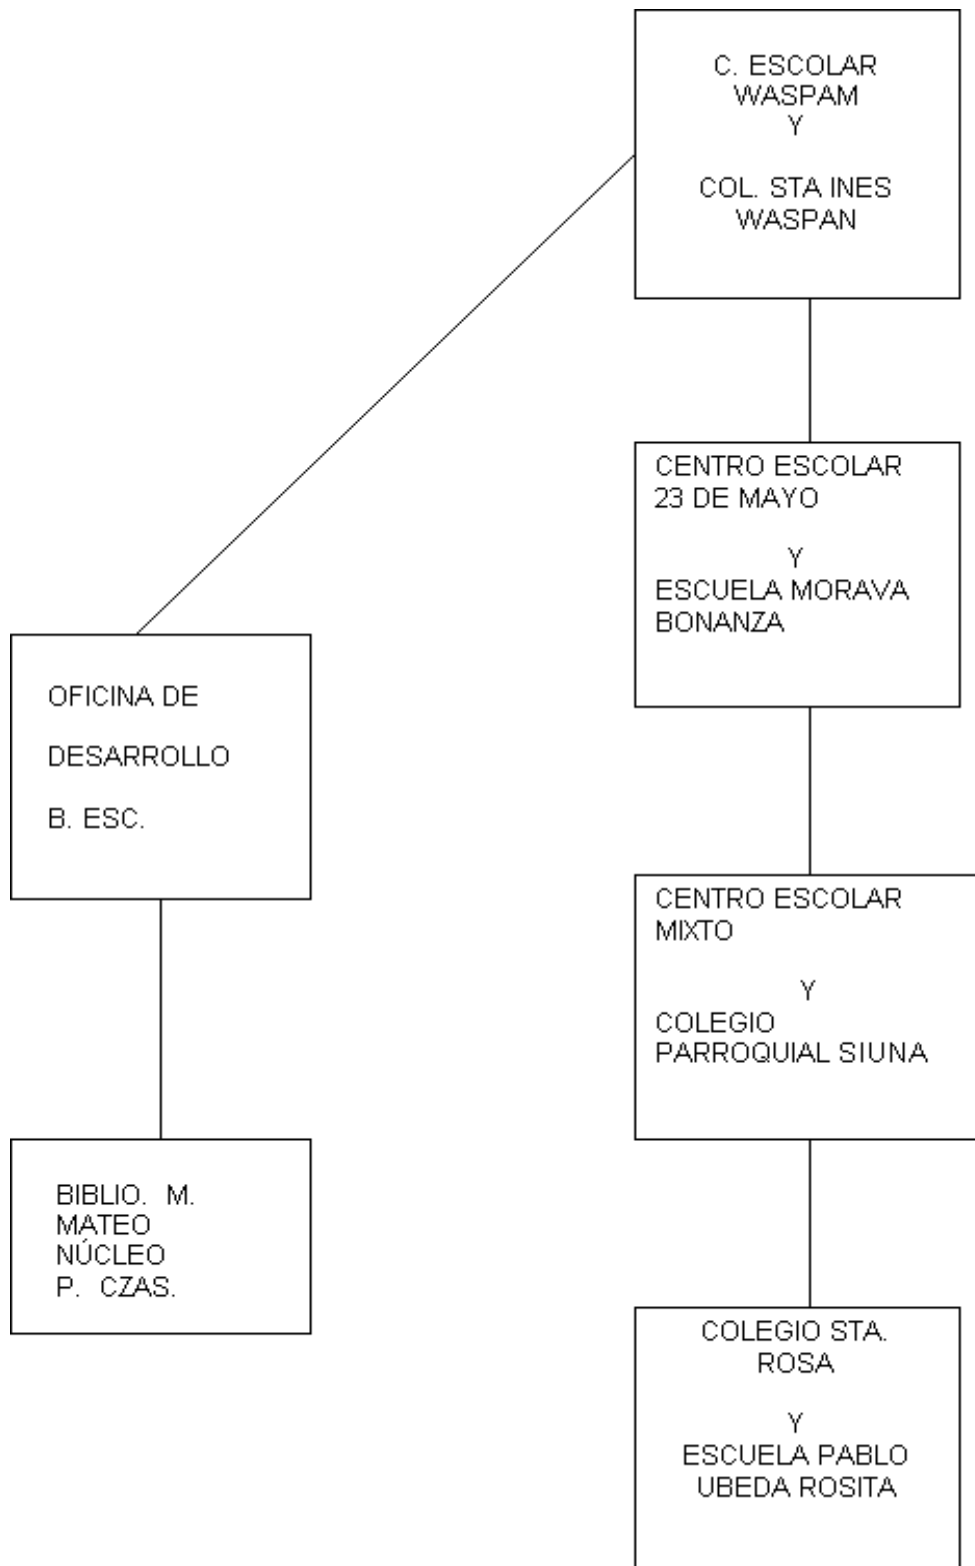 C. ESCOLAR
WASPAM
Y
COL. STA INES
WASPAN
CENTRO ESCOLAR
23 DE MAYO
Y
ESCUELA MORAVA
BONANZA
OFICINA DE
DESARROLLO
B. ESC.
CENTRO ESCOLAR
MIXTO
Y
COLEGIO
PARROQUIAL SIUNA
BIBLIO. M.
MATEO
NÚCLEO
P. CZAS.
COLEGIO STA.
ROSA
Y
ESCUELA PABLO
UBEDA ROSITA